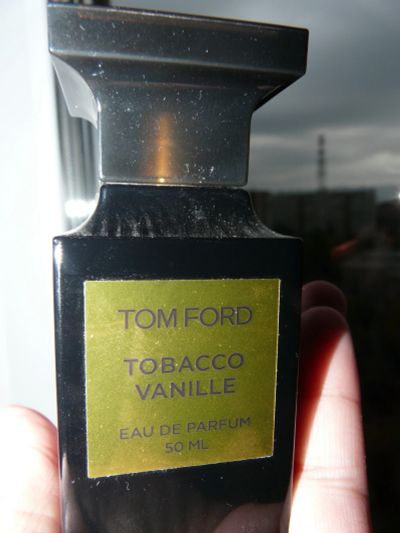 TOM FORD
TOBACCO
VANILLE
EAU DE PARFUM
50 ML